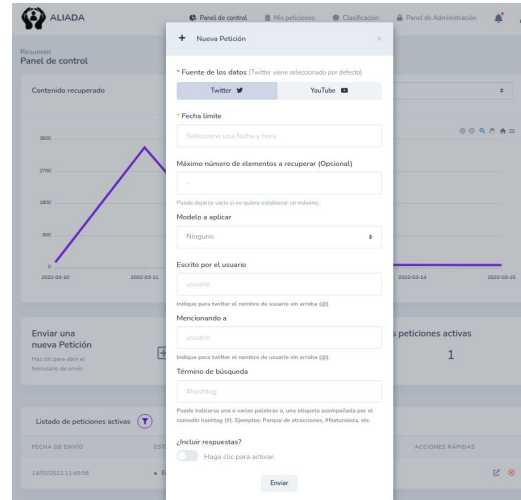 ALIADA
Panel de control
Mis peticiones
Clasificación
Panel de Administración
Resumen
Panel de control
Contenido recuperado
3600
2700
1800
900
0
2022-03-10
2022-03-11
2022-03-14
2022-03-15
Enviar una
nueva Petición
Haz clic para abrir el
formulario de envío.
peticiones activas
1
Listado de peticiones activas
FECHA DE ENVÍO
EST
ACCIONES RÁPIDAS
14/03/2022 11:49:58
E
+ Nueva Petición ×
* Fuente de los datos (Twitter viene seleccionado por defecto)
Twitter
YouTube
* Fecha límite
Seleccione una fecha y hora
Máximo número de elementos a recuperar (Opcional)
-
Puede dejarse vacío si no quiere establecer un máximo.
Modelo a aplicar
Ninguno
Escrito por el usuario
usuario
Indique para twitter el nombre de usuario sin arroba (@).
Mencionando a
usuario
Indique para twitter el nombre de usuario sin arroba (@).
Término de búsqueda
#hashtag
Puede indicarse una o varias palabras o, una etiqueta acompañada por el
comodín hashtag (#). Ejemplos: Parque de atracciones, #Naturaleza, etc.
¿Incluir respuestas?
Haga clic para activar.
Enviar